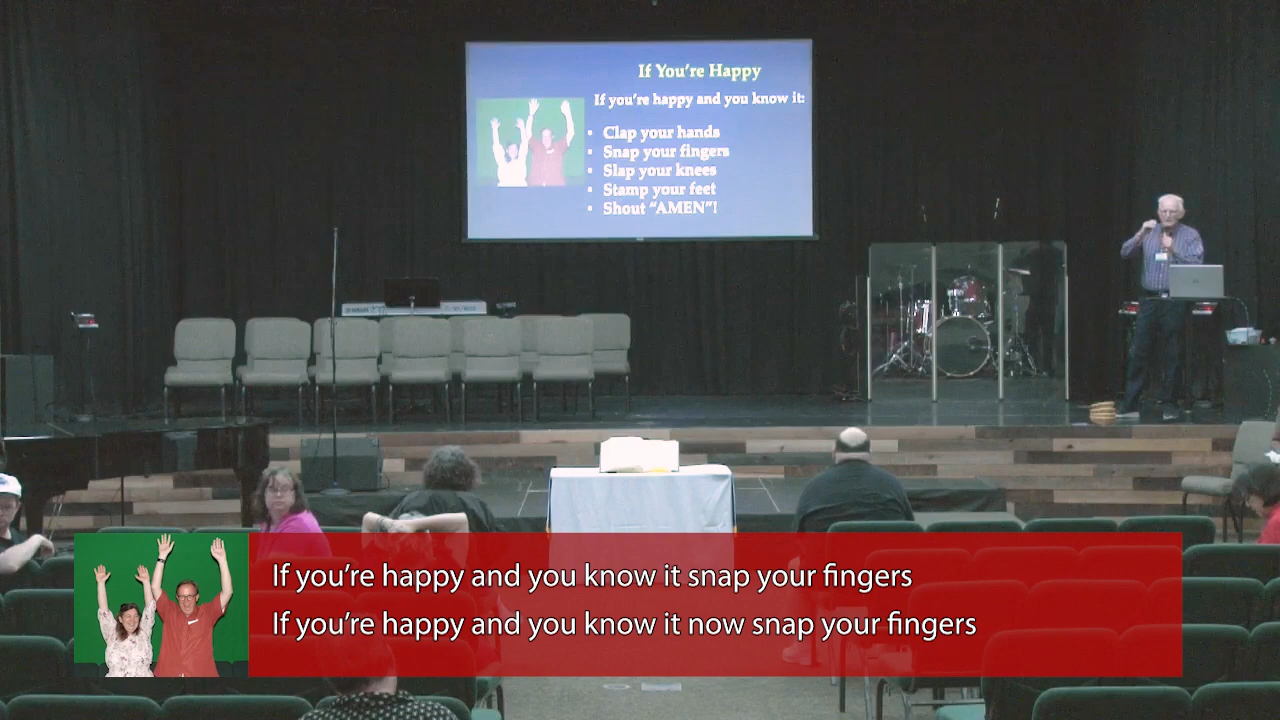 If You're Happy
If you're happy and you know it:
• Clap your hands
• Snap your fingers
• Slap your knees
• Stamp your feet
• Shout “AMEN”!
If you're happy and you know it snap your fingers
If you're happy and you know it now snap your fingers